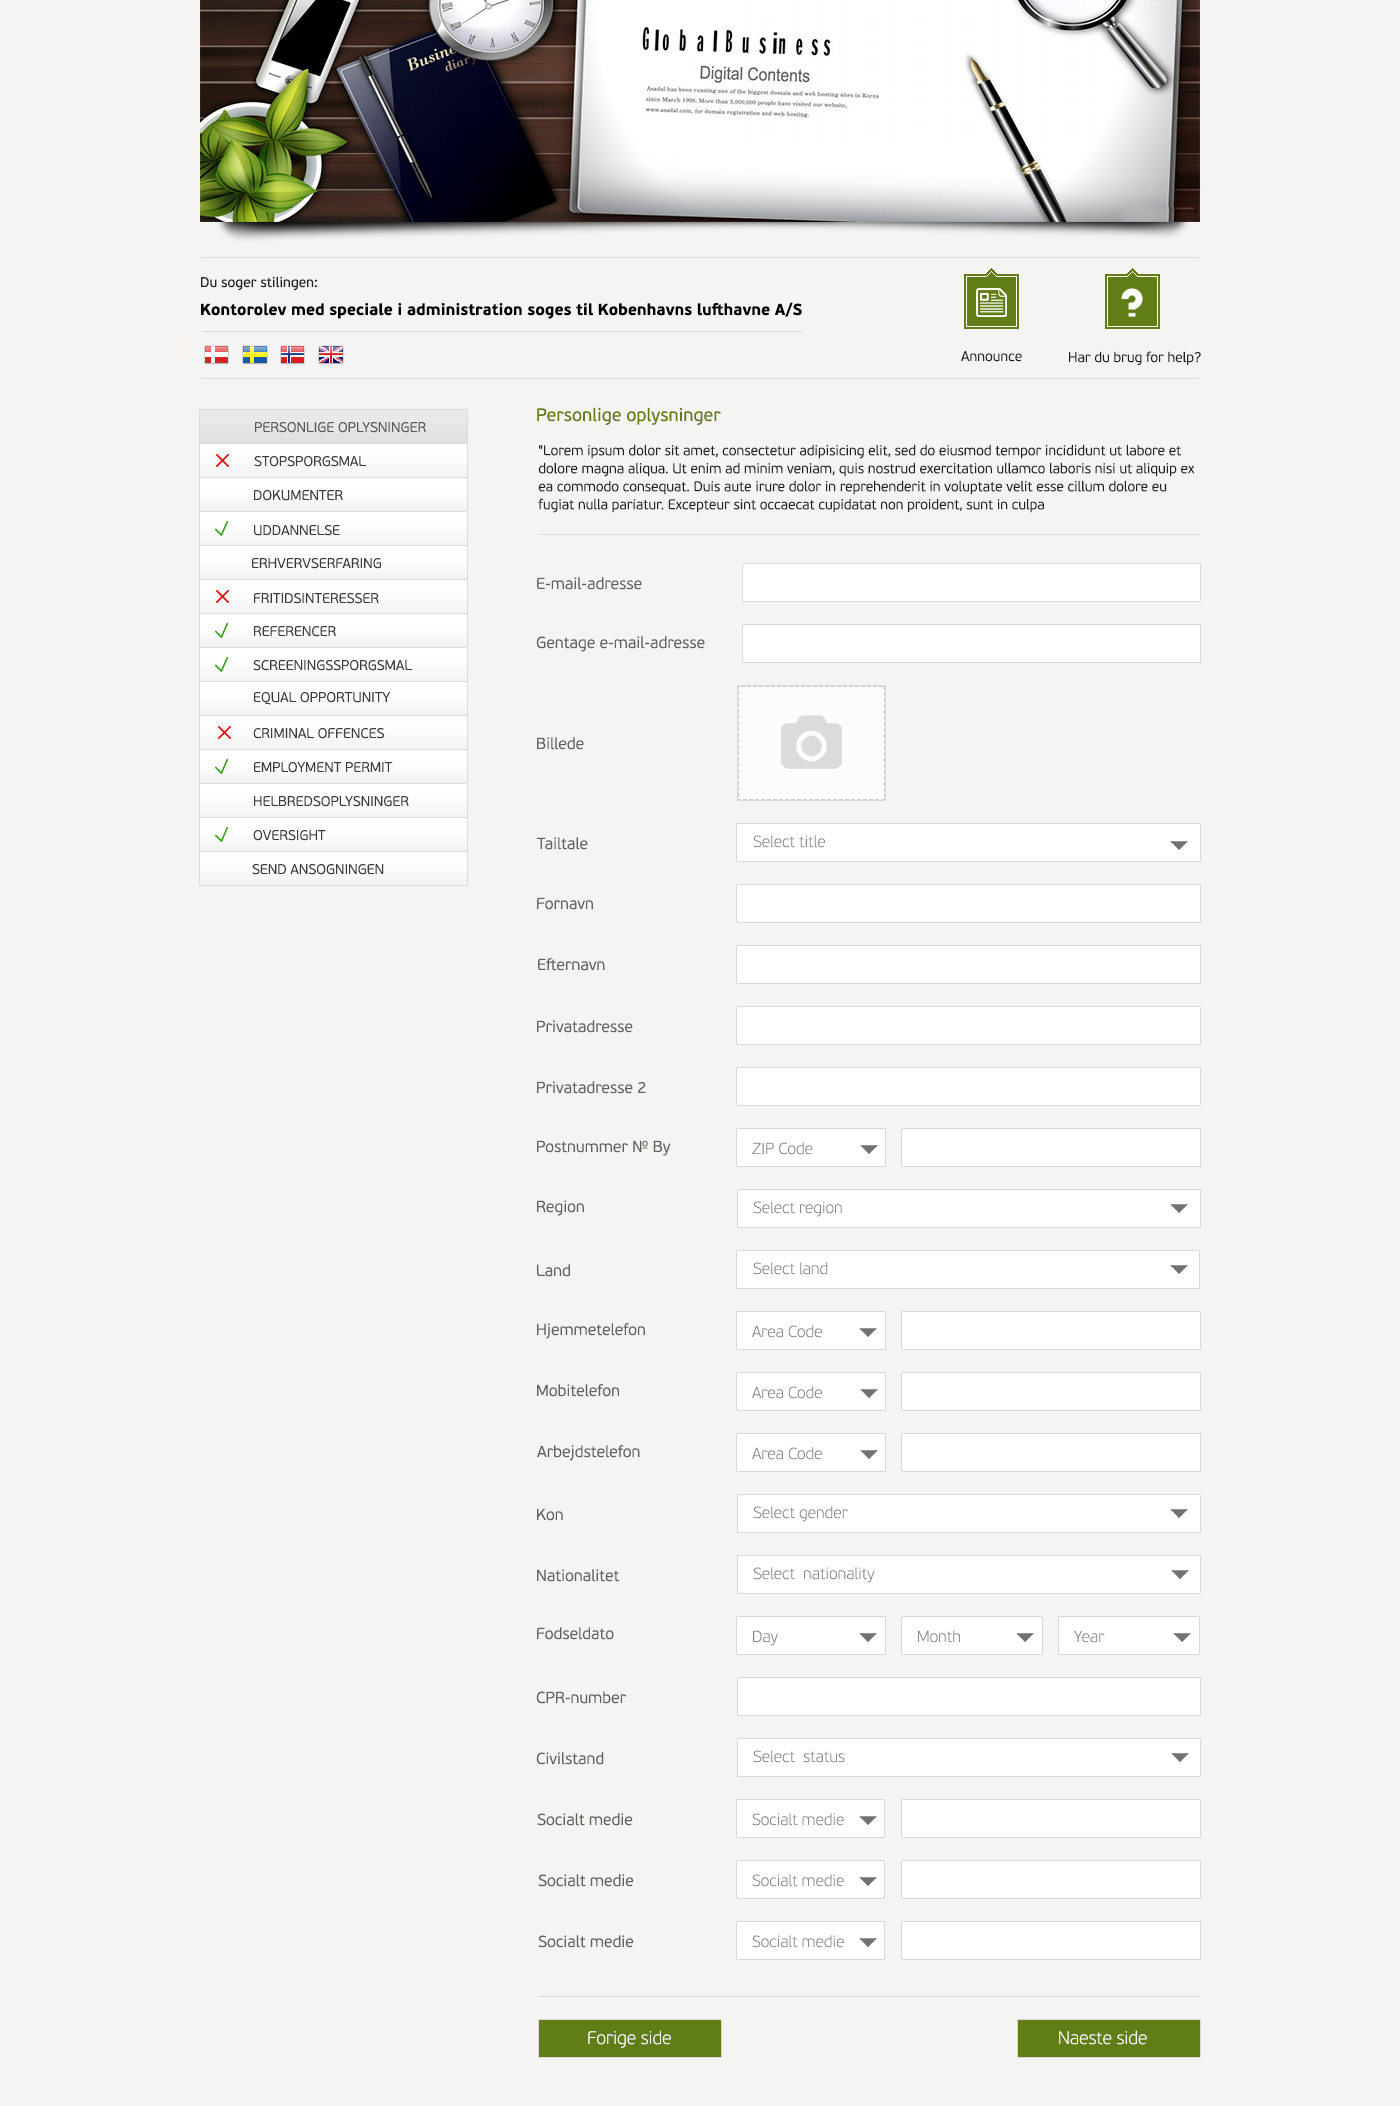 Business
diary
GlobalBusiness
Digital Contents
Asadal has been running one of the biggest domain and web hosting sites in Korea
since March 1998. More than 3,000,000 people have visited our website,
www.asadal.com, for domain registration and web hosting.
Du soger stilingen:
Kontorolev med speciale i administration soges til Kobenhavns lufthavne A/S
Announce
Har du brug for help?
PERSONLIGE OPLYSNINGER
STOPSPORGSMAL
DOKUMENTER
UDDANNELSE
ERHVERVSERFARING
FRITIDSINTERESSER
REFERENCER
SCREENINGSSPORGSMAL
EQUAL OPPORTUNITY
CRIMINAL OFFENCES
EMPLOYMENT PERMIT
HELBREDSOPLYSNINGER
OVERSIGHT
SEND ANSOGNINGEN
Personlige oplysninger
"Lorem ipsum dolor sit amet, consectetur adipisicing elit, sed do eiusmod tempor incididunt ut labore et
dolore magna aliqua. Ut enim ad minim veniam, quis nostrud exercitation ullamco laboris nisi ut aliquip ex
ea commodo consequat. Duis aute irure dolor in reprehenderit in voluptate velit esse cillum dolore eu
fugiat nulla pariatur. Excepteur sint occaecat cupidatat non proident, sunt in culpa
E-mail-adresse
Gentage e-mail-adresse
Billede
Tailtale Select title
Fornavn
Efternavn
Privatadresse
Privatadresse 2
Postnummer № By ZIP Code
Region Select region
Land Select land
Hjemmetelefon Area Code
Mobitelefon Area Code
Arbejdstelefon Area Code
Kon Select gender
Nationalitet Select nationality
Fodseldato Day Month Year
CPR-number
Civilstand Select status
Socialt medie Socialt medie
Socialt medie Socialt medie
Socialt medie Socialt medie
Forige side Naeste side